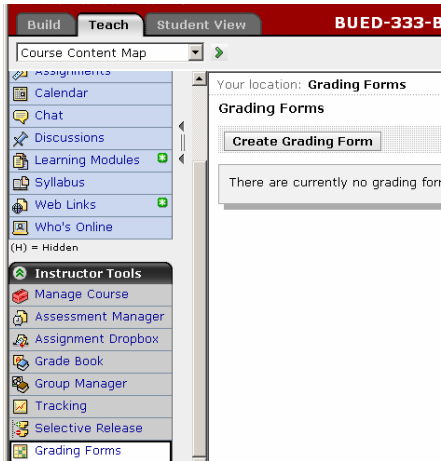 Build Teach Student View BUED-333-B
Course Content Map
Assignments
Calendar
Chat
Discussions
Learning Modules
Syllabus
Web Links
Who's Online
(H) = Hidden
Instructor Tools
Manage Course
Assessment Manager
Assignment Dropbox
Grade Book
Group Manager
Tracking
Selective Release
Grading Forms
Your location: Grading Forms
Grading Forms
Create Grading Form
There are currently no grading for